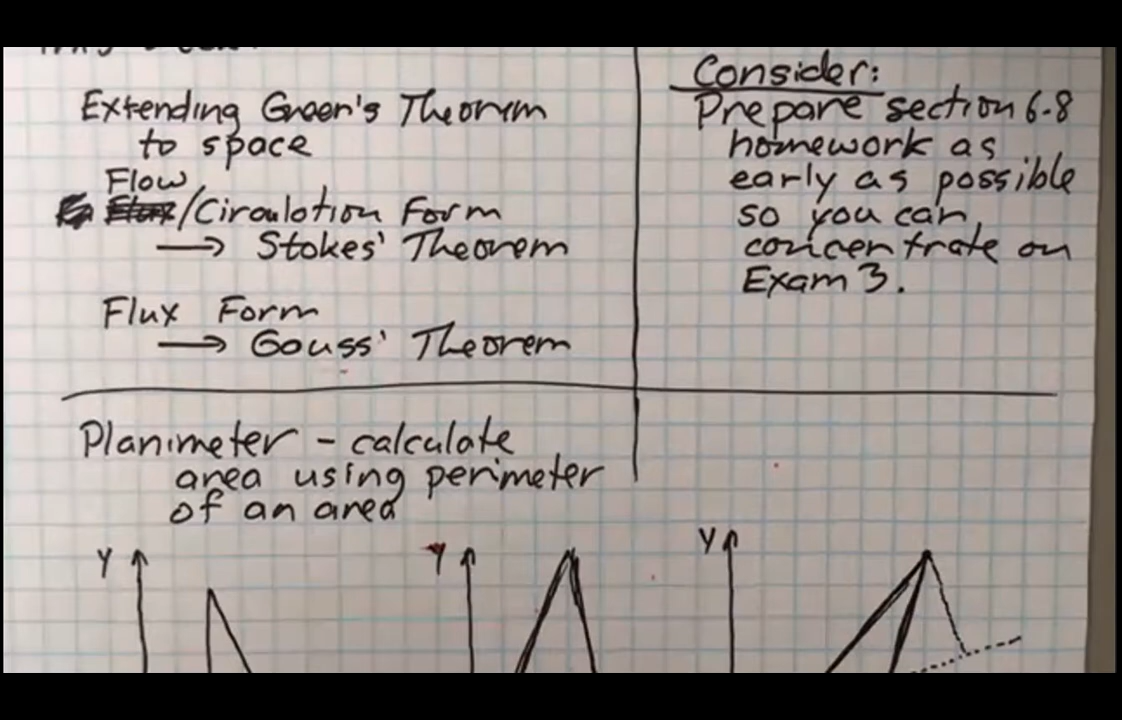 Extending Green's Theorem
to space
Flow
/Circulation Form
→ Stokes' Theorem
Flux Form
→ Gauss' Theorem
Consider:
Prepare section 6.8
homework as
early as possible
so you can
concentrate on
Exam 3.
Planimeter - calculate
area using perimeter
of an area
Y
Y
Y